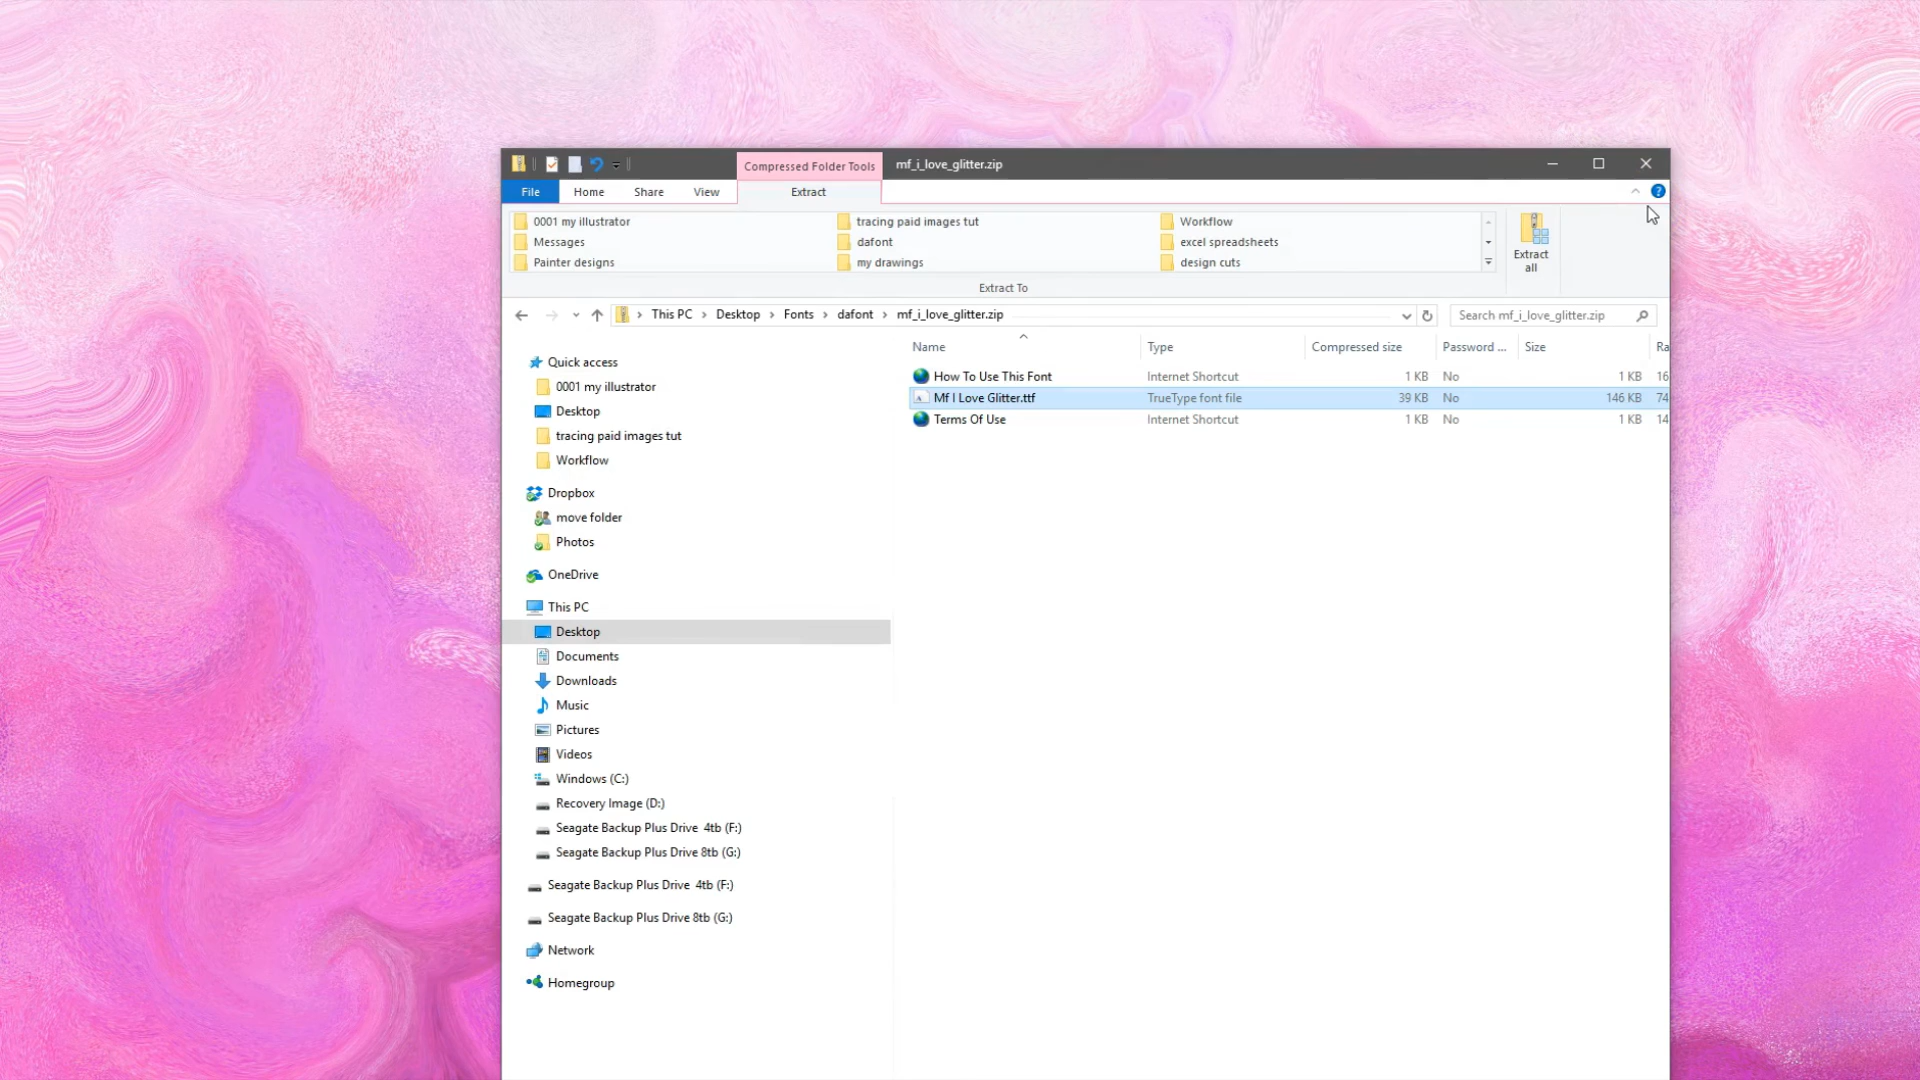 Compressed Folder Tools mf_i_love_glitter.zip
File Home Share View Extract
0001 my illustrator tracing paid images tut Workflow
Messages dafont excel spreadsheets
Painter designs my drawings design cuts
Extract all
Extract To
This PC Desktop Fonts dafont mf_i_love_glitter.zip Search mf_i_love_glitter.zip
Name Type Compressed size Password ... Size Ra
How To Use This Font Internet Shortcut 1 KB No 1 KB 16
Mf I Love Glitter.ttf TrueType font file 39 KB No 146 KB 74
Terms Of Use Internet Shortcut 1 KB No 1 KB 14
Quick access
0001 my illustrator
Desktop
tracing paid images tut
Workflow
Dropbox
move folder
Photos
OneDrive
This PC
Desktop
Documents
Downloads
Music
Pictures
Videos
Windows (C:)
Recovery Image (D:)
Seagate Backup Plus Drive 4tb (F:)
Seagate Backup Plus Drive 8tb (G:)
Seagate Backup Plus Drive 4tb (F:)
Seagate Backup Plus Drive 8tb (G:)
Network
Homegroup